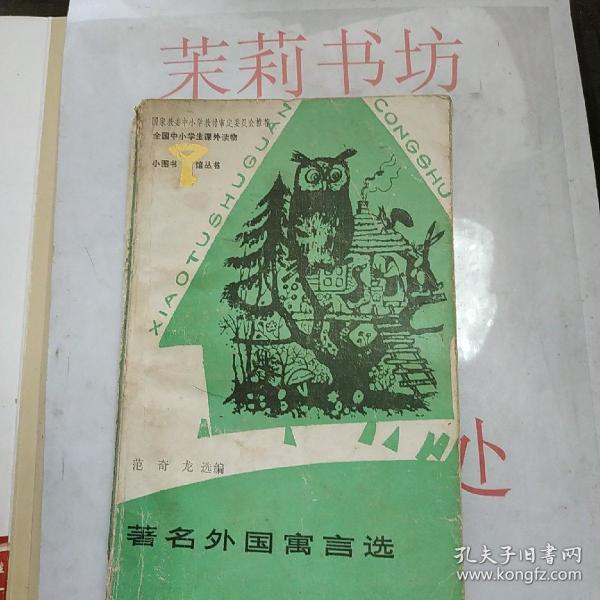 茉莉书坊
国家教委中小学教材审定委员会推荐
全国中小学生课外读物
小图书馆丛书
XIAOTUSHUGUAN CONGSHU
范奇龙选编
著名外国寓言选
处
孔夫子旧书网
www.kongfz.com